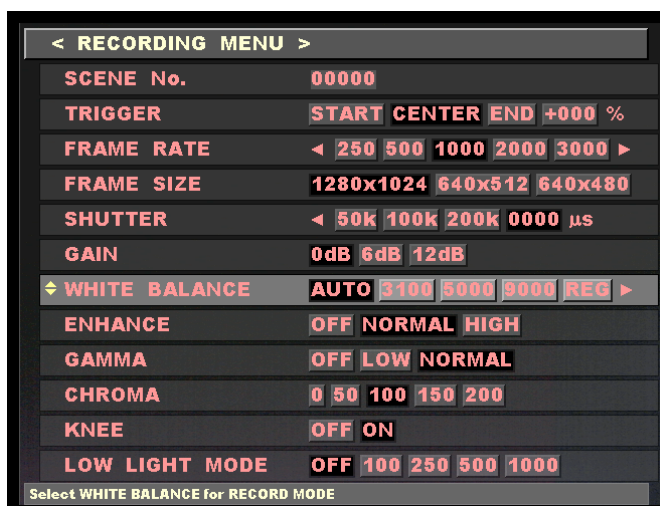 < RECORDING MENU >
SCENE No. 00000
TRIGGER START CENTER END +000 %
FRAME RATE ◄ 250 500 1000 2000 3000 ►
FRAME SIZE 1280x1024 640x512 640x480
SHUTTER ◄ 50k 100k 200k 0000 µs
GAIN 0dB 6dB 12dB
WHITE BALANCE AUTO 3100 5000 9000 REG ►
ENHANCE OFF NORMAL HIGH
GAMMA OFF LOW NORMAL
CHROMA 0 50 100 150 200
KNEE OFF ON
LOW LIGHT MODE OFF 100 250 500 1000
Select WHITE BALANCE for RECORD MODE